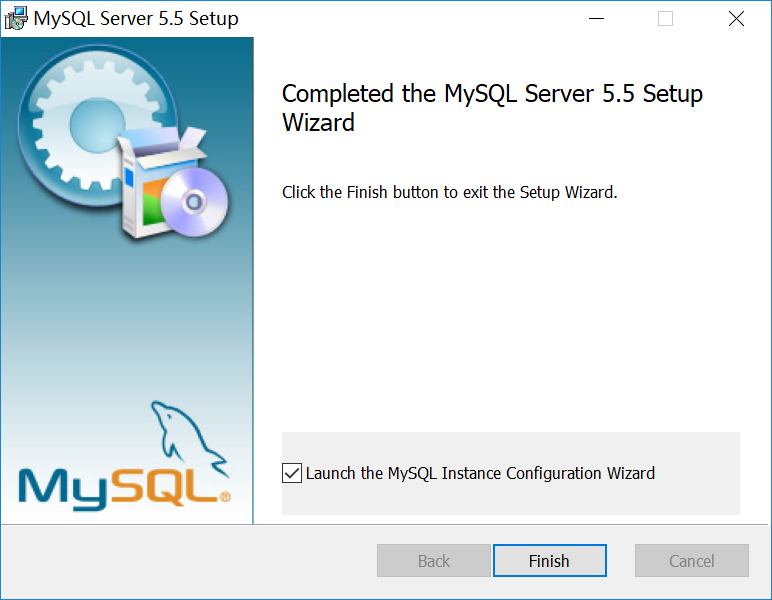 MySQL Server 5.5 Setup
Completed the MySQL Server 5.5 Setup
Wizard
Click the Finish button to exit the Setup Wizard.
MySQL®
Launch the MySQL Instance Configuration Wizard
Back
Finish
Cancel